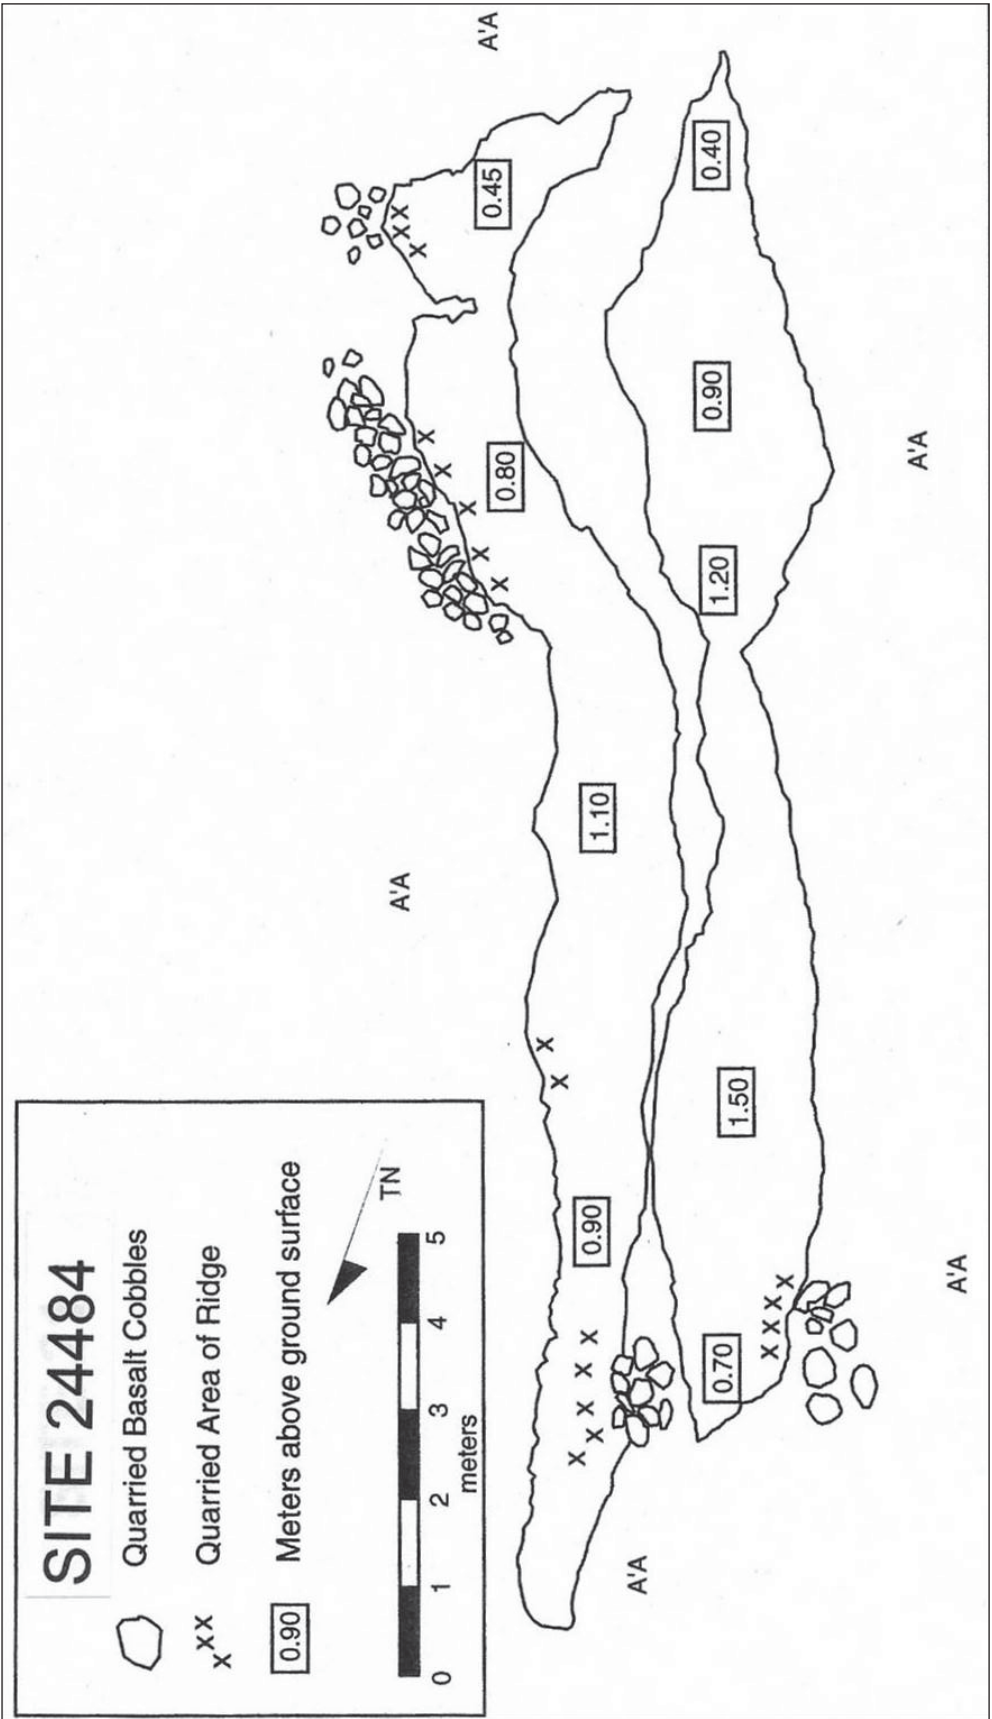 SITE 24484
Quarried Basalt Cobbles
x x x
Quarried Area of Ridge
0.90
Meters above ground surface
TN
0 1 2 3 4 5
meters
A'A
A'A
A'A
A'A
A'A
0.45
0.80
1.10
0.90
0.40
0.90
1.20
1.50
0.70
x x x
x x x x x
x x
x x x x x
x x x x